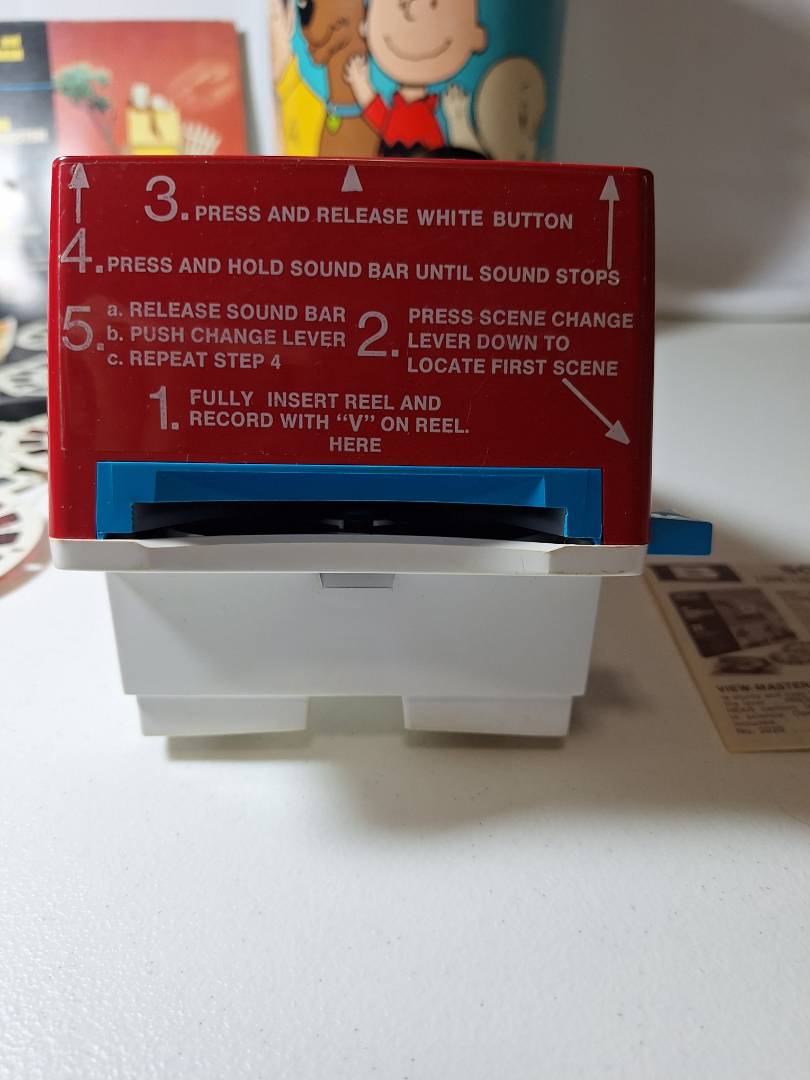 3. PRESS AND RELEASE WHITE BUTTON
4. PRESS AND HOLD SOUND BAR UNTIL SOUND STOPS
5. a. RELEASE SOUND BAR
b. PUSH CHANGE LEVER
c. REPEAT STEP 4
2. PRESS SCENE CHANGE
LEVER DOWN TO
LOCATE FIRST SCENE
1. FULLY INSERT REEL AND
RECORD WITH “V” ON REEL.
HERE
VIEW-MASTER